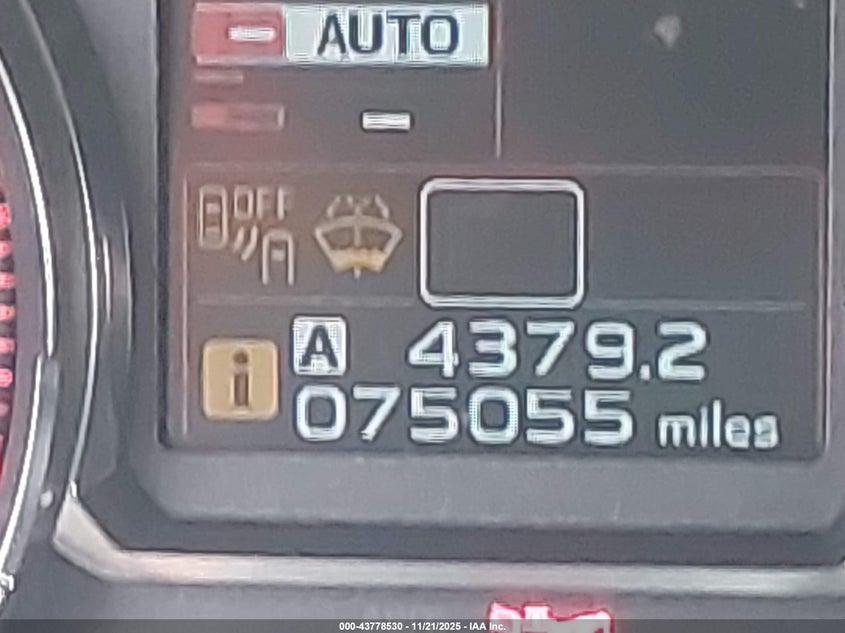 AUTO
OFF
A 4379.2
i 075055 miles
000-43778530 - 11/21/2025 - IAA Inc.